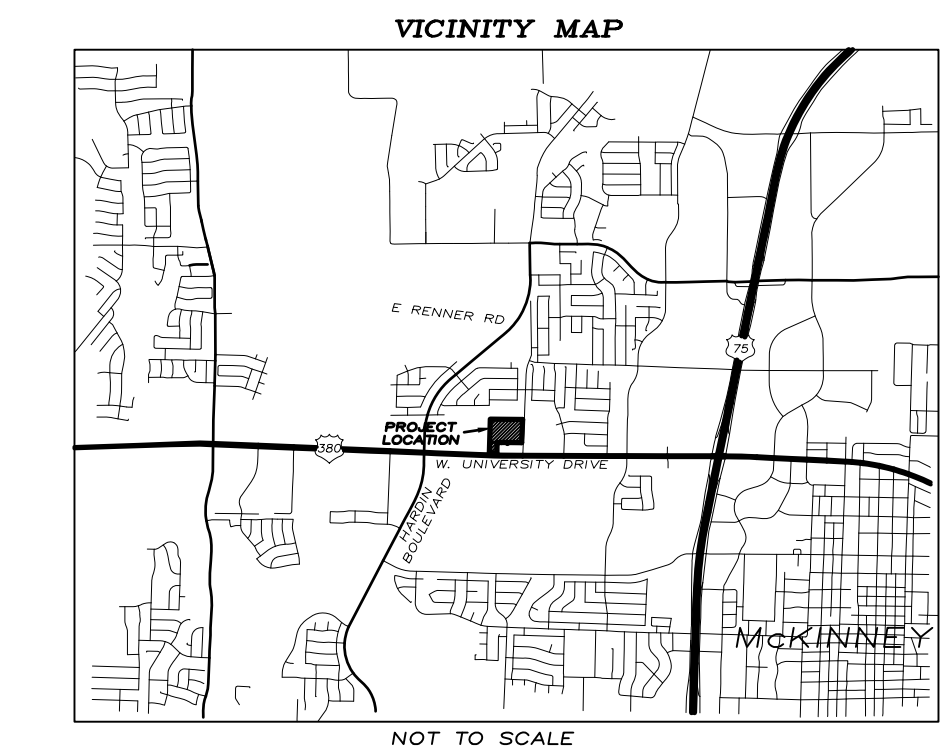 VICINITY MAP
E RENNER RD
75
PROJECT
LOCATION
380
W. UNIVERSITY DRIVE
HARDIN
BOULEVARD
McKINNEY
NOT TO SCALE